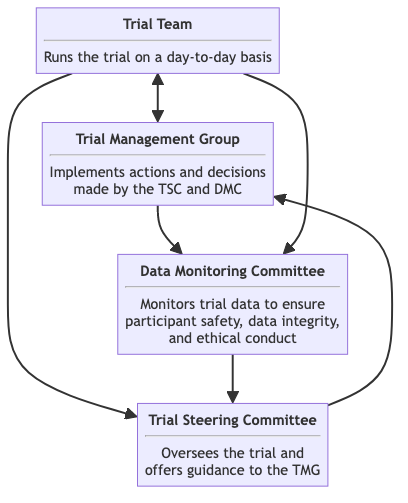 Trial Team
Runs the trial on a day-to-day basis
Trial Management Group
Implements actions and decisions
made by the TSC and DMC
Data Monitoring Committee
Monitors trial data to ensure
participant safety, data integrity,
and ethical conduct
Trial Steering Committee
Oversees the trial and
offers guidance to the TMG